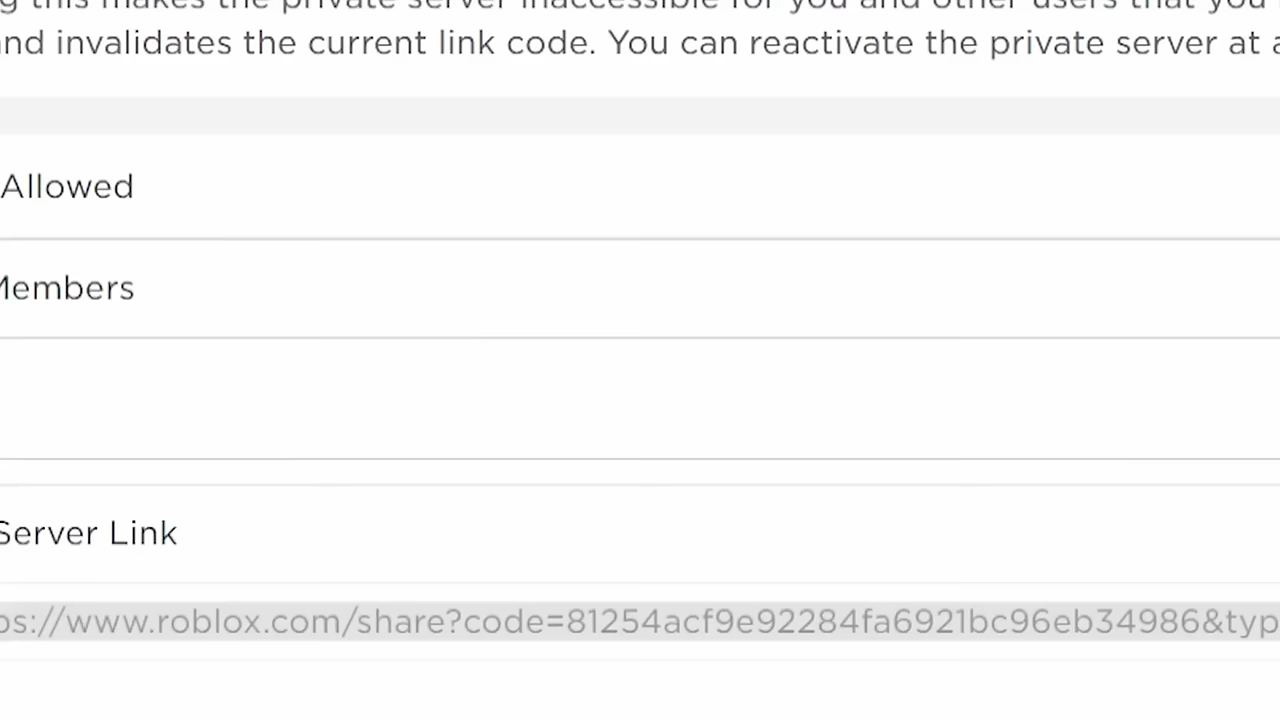 this makes the private server inaccessible for you and other users that you
and invalidates the current link code. You can reactivate the private server at
Allowed
Members
Server Link
ps://www.roblox.com/share?code=81254acf9e92284fa6921bc96eb34986&typ